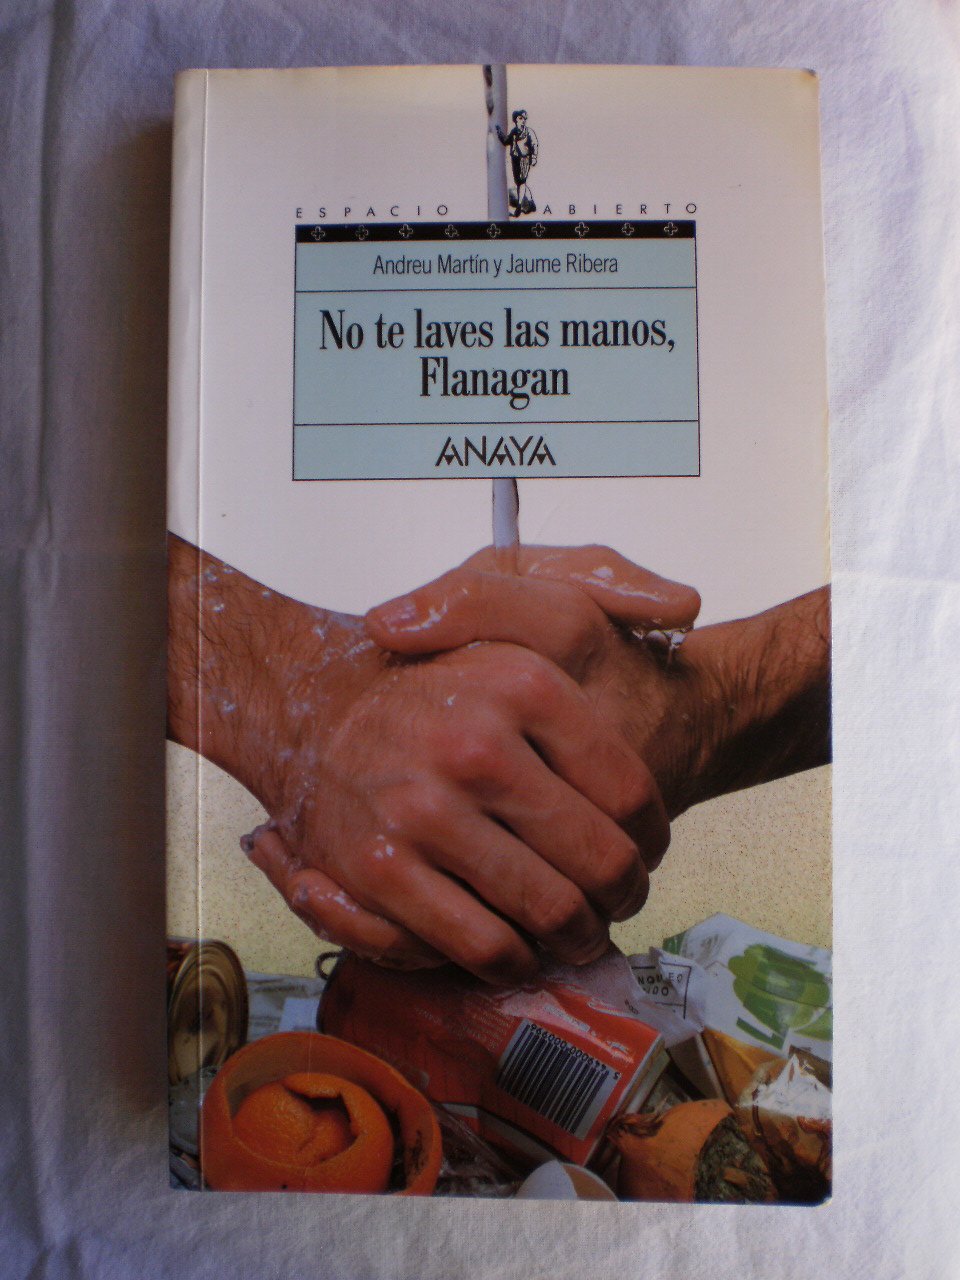 ESPACIO ABIERTO
Andreu Martín y Jaume Ribera
No te laves las manos,
Flanagan
ANAYA